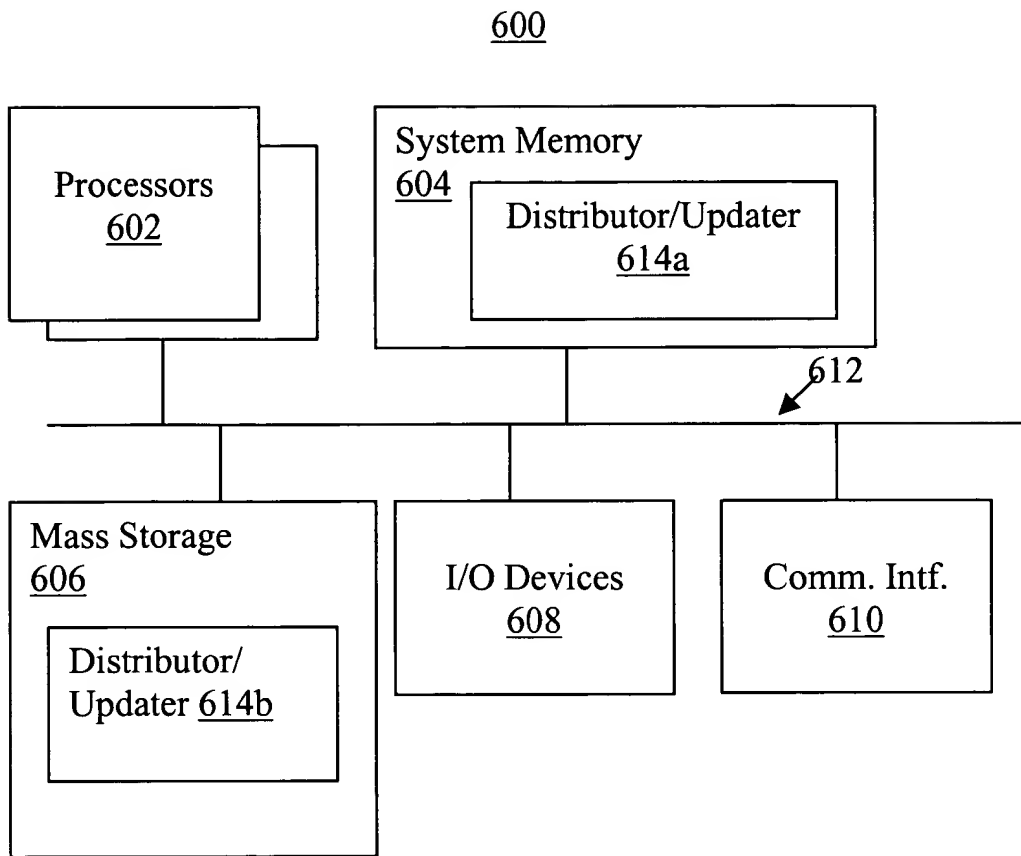 600
Processors
602
System Memory
604
Distributor/Updater
614a
612
Mass Storage
606
Distributor/
Updater 614b
I/O Devices
608
Comm. Intf.
610